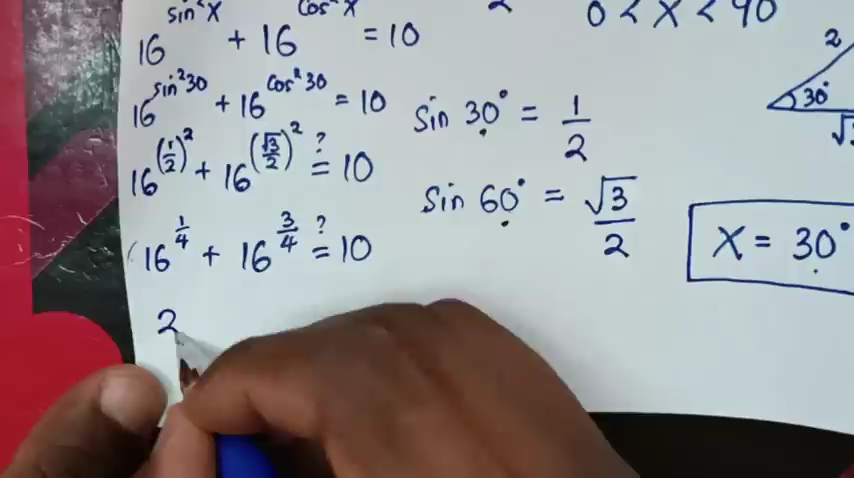 16^{sin²x} + 16^{cos²x} = 10
0 < x < 90
16^{sin²30} + 16^{cos²30} = 10
16^{(1/2)²} + 16^{(√3/2)²} ?= 10
16^{1/4} + 16^{3/4} ?= 10
2
sin 30° = 1/2
sin 60° = √3/2
2
30°
x = 30°